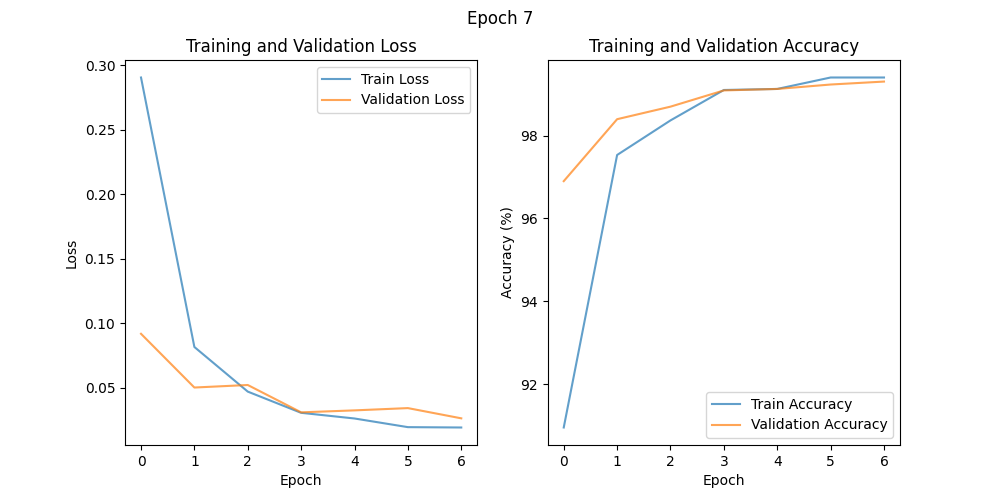 Epoch 7
Training and Validation Loss
Train Loss
Validation Loss
0.30
0.25
0.20
0.15
0.10
0.05
Loss
0 1 2 3 4 5 6
Epoch
Training and Validation Accuracy
98
96
94
92
Accuracy (%)
Train Accuracy
Validation Accuracy
0 1 2 3 4 5 6
Epoch